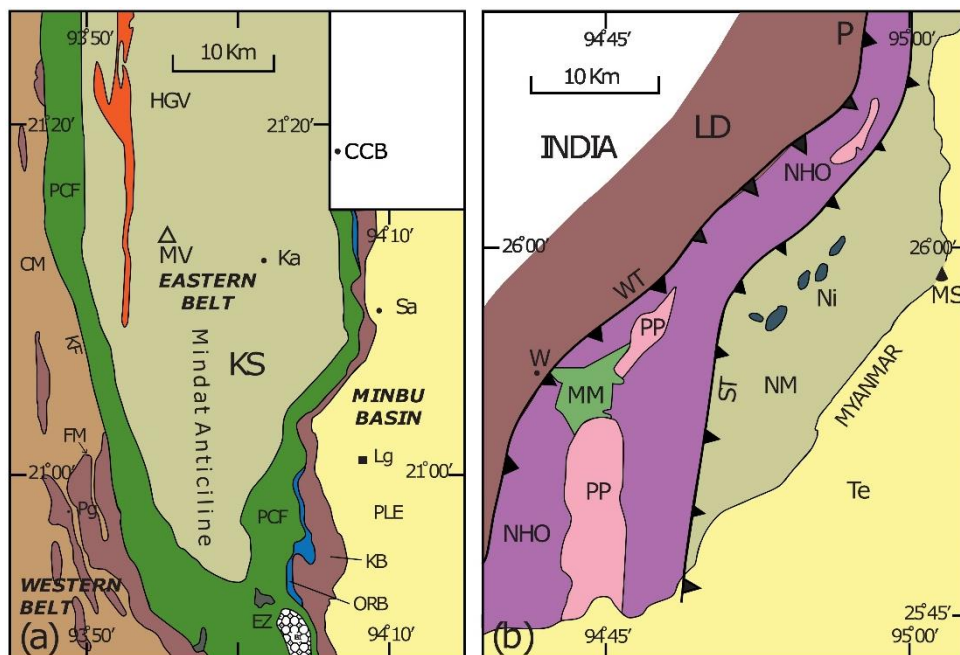 93°50′
10 Km
HGV
21°20′
21°20′
CCB
PCF
94°10′
CM
MV
Ka
EASTERN
BELT
Sa
KF
Mindat Anticiline
KS
MINBU
BASIN
FM
Lg
21°00′
21°00′
Pg
PCF
PLE
KB
WESTERN
BELT
ORB
EZ
(a)
93°50′
94°10′
94°45′
P
95°00′
10 Km
LD
INDIA
NHO
26°00′
26°00′
WT
Ni
MS
PP
W
MM
ST
NM
MYANMAR
PP
Te
NHO
25°45′
(b)
94°45′
95°00′